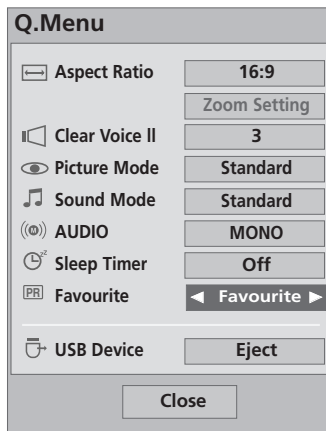 Q.Menu
Aspect Ratio 16:9
Zoom Setting
Clear Voice ll 3
Picture Mode Standard
Sound Mode Standard
AUDIO MONO
Sleep Timer Off
PR Favourite ◄ Favourite ►
USB Device Eject
Close